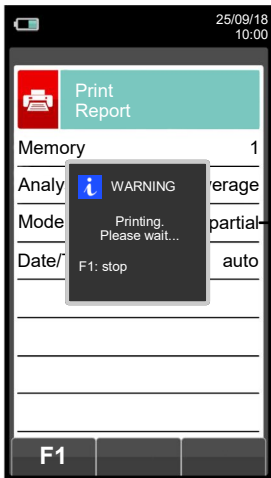 25/09/18
10:00
Print
Report
Memory 1
Analy verage
WARNING
Mode partial
Printing.
Please wait...
Date/ auto
F1: stop
F1